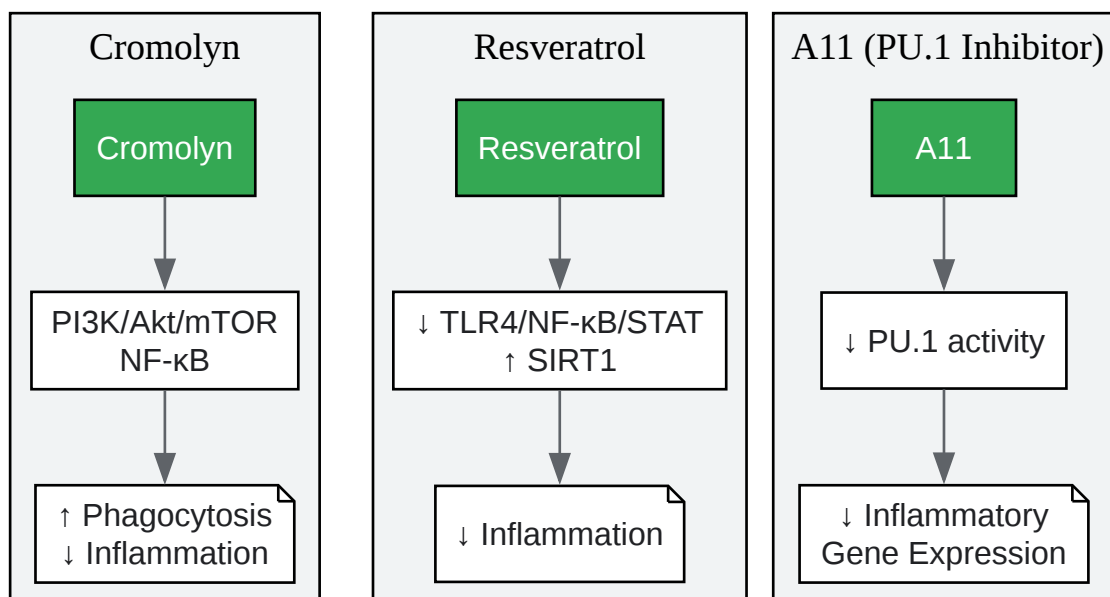 Cromolyn
Cromolyn
PI3K/Akt/mTOR
NF-κB
↑ Phagocytosis
↓ Inflammation
Resveratrol
Resveratrol
↓ TLR4/NF-κB/STAT
↑ SIRT1
↓ Inflammation
A11 (PU.1 Inhibitor)
A11
↓ PU.1 activity
↓ Inflammatory
Gene Expression